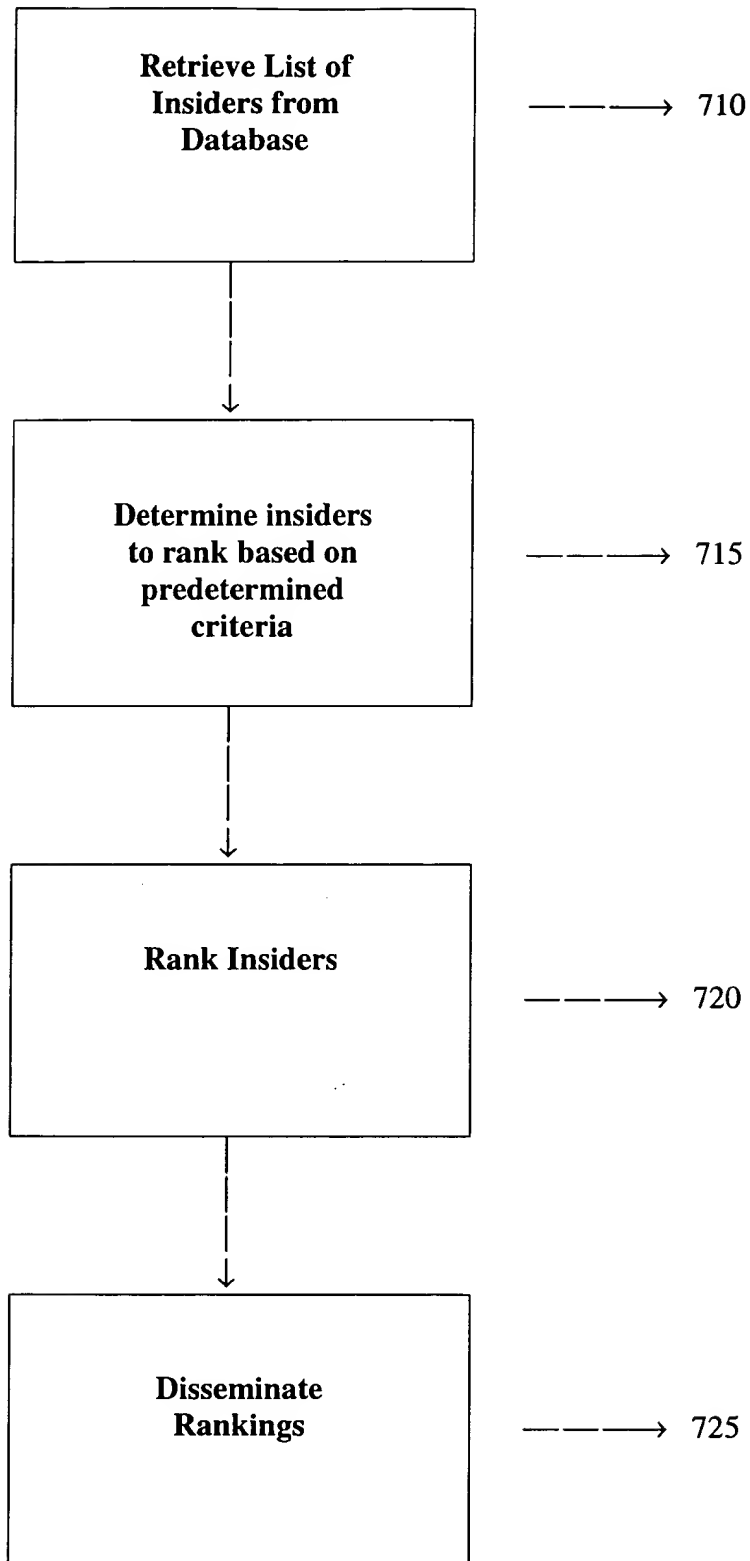 Retrieve List of
Insiders from
Database
710
Determine insiders
to rank based on
predetermined
criteria
715
Rank Insiders
720
Disseminate
Rankings
725